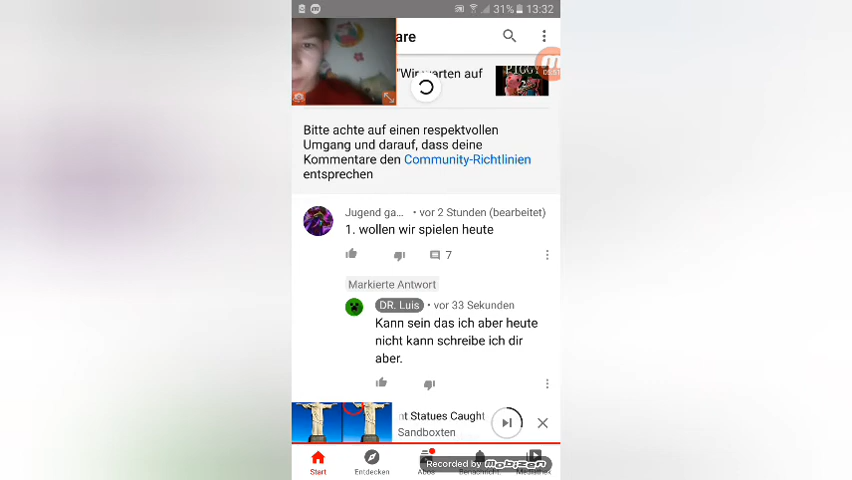 31% 13:32
are
"Wir warten auf
PIGGY
Bitte achte auf einen respektvollen
Umgang und darauf, dass deine
Kommentare den Community-Richtlinien
entsprechen
Jugend ga... • vor 2 Stunden (bearbeitet)
1. wollen wir spielen heute
7
Markierte Antwort
DR. Luis • vor 33 Sekunden
Kann sein das ich aber heute
nicht kann schreibe ich dir
aber.
nt Statues Caught
Sandboxten
Recorded by mobizen
Start Entdecken Abos